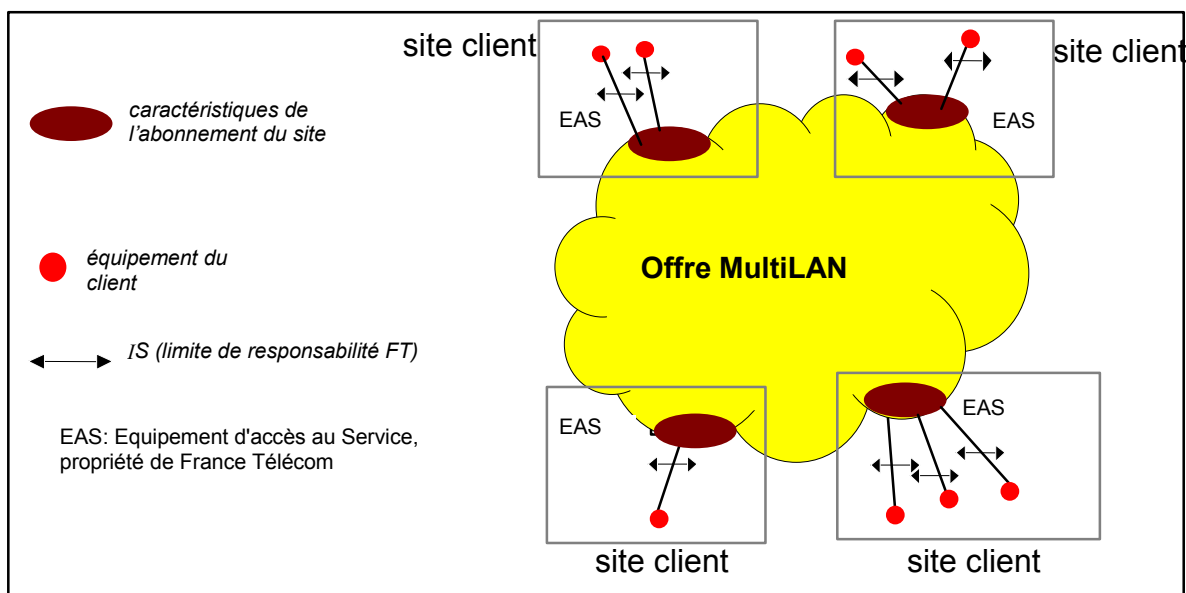 site client
site client
caractéristiques de
l'abonnement du site
EAS
EAS
équipement du
client
Offre MultiLAN
IS (limite de responsabilité FT)
EAS: Equipement d'accès au Service,
propriété de France Télécom
EAS
EAS
site client
site client